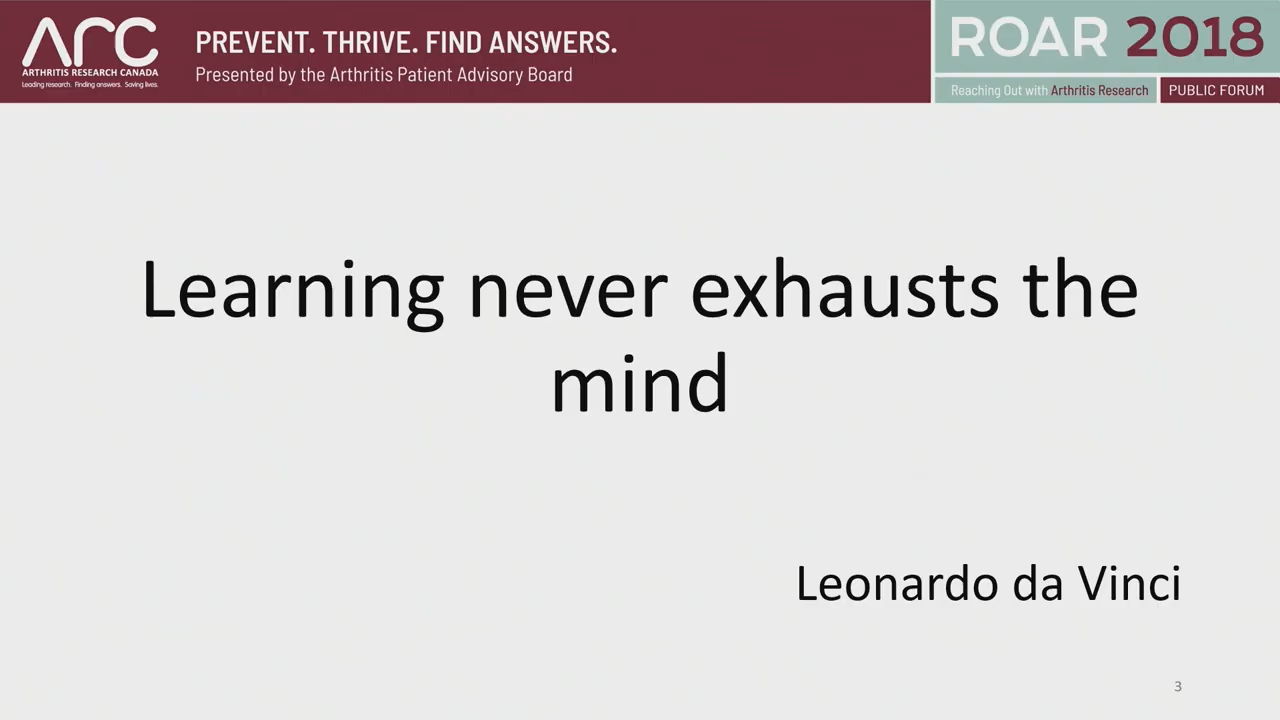 ARC
ARTHRITIS RESEARCH CANADA
Leading research. Finding answers. Saving lives.
PREVENT. THRIVE. FIND ANSWERS.
Presented by the Arthritis Patient Advisory Board
ROAR 2018
Reaching Out with Arthritis Research
PUBLIC FORUM
Learning never exhausts the
mind
Leonardo da Vinci
3